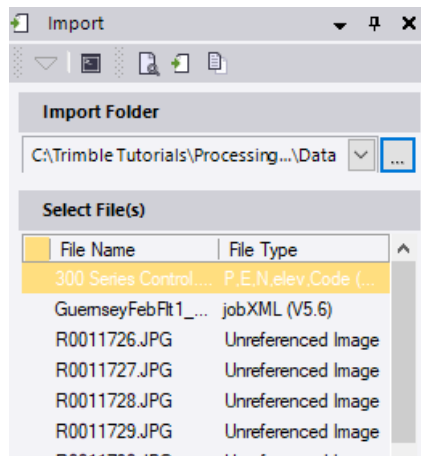 Import
Import Folder
C:\Trimble Tutorials\Processing...\Data ...
Select File(s)
File Name File Type
300 Series Control.... P,E,N,elev,Code (...
GuernseyFebFlt1_... jobXML (V5.6)
R0011726.JPG Unreferenced Image
R0011727.JPG Unreferenced Image
R0011728.JPG Unreferenced Image
R0011729.JPG Unreferenced Image